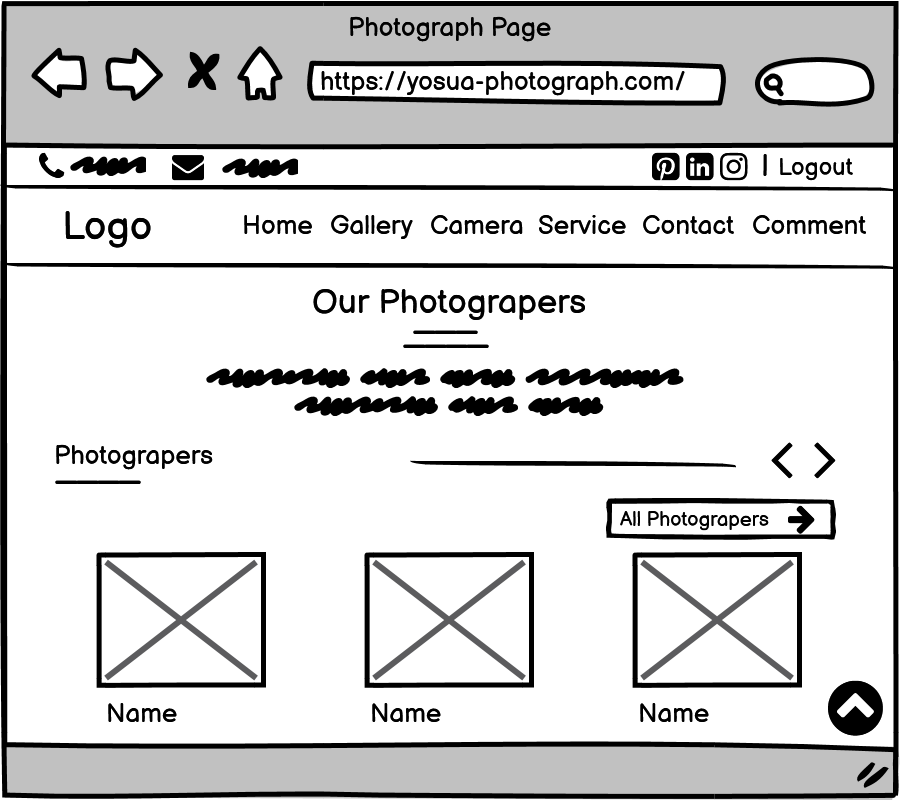 Photograph Page
https://yosua-photograph.com/
Logout
Logo Home Gallery Camera Service Contact Comment
Our Photograpers
Photograpers
All Photograpers
Name Name Name